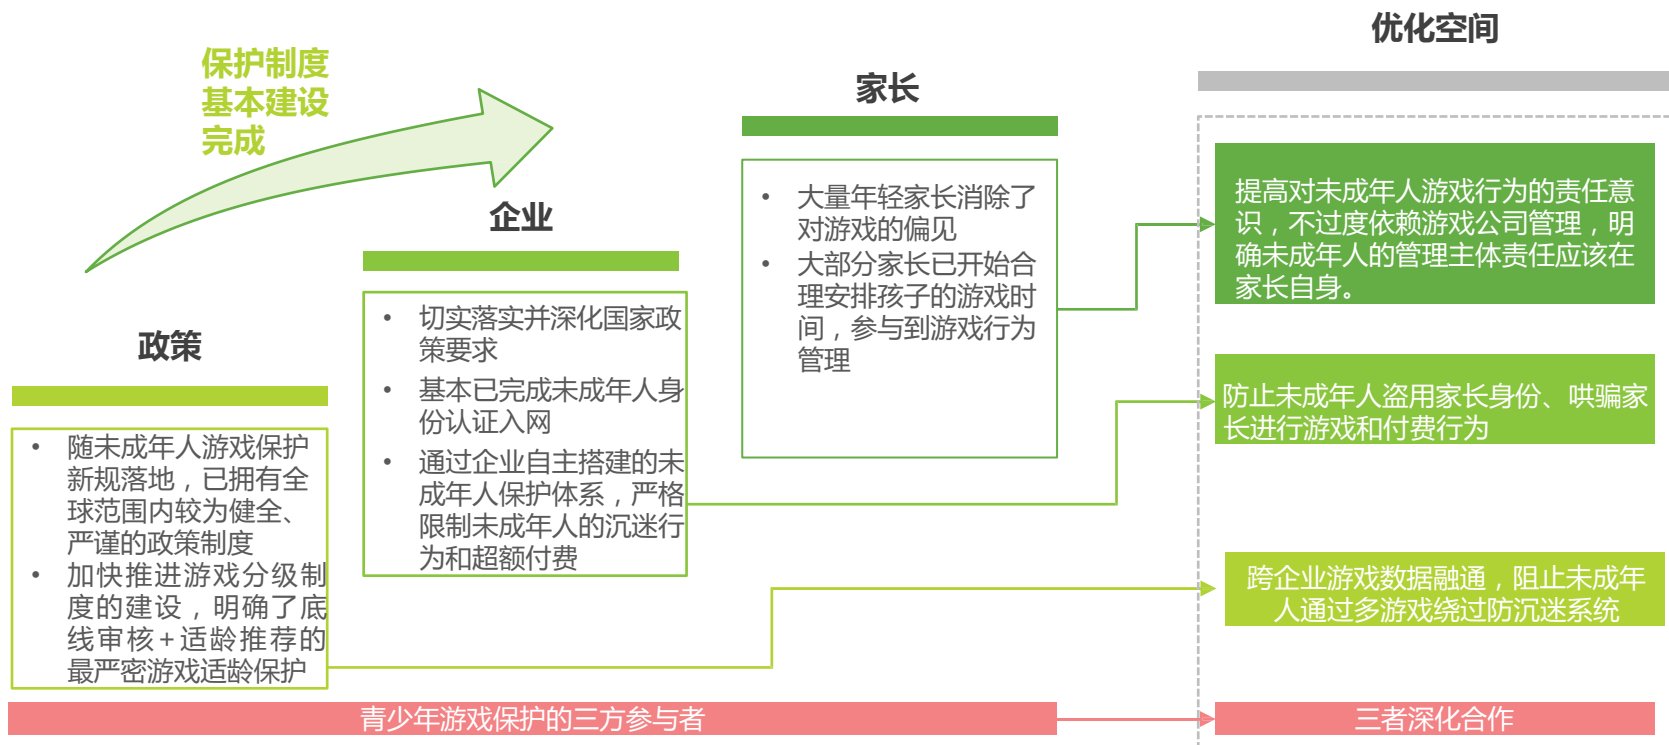 保护制度
基本建设
完成
政策
• 随未成年人游戏保护
新规落地，已拥有全
球范围内较为健全、
严谨的政策制度
• 加快推进游戏分级制
度的建设，明确了底
线审核+适龄推荐的
最严密游戏适龄保护
企业
• 切实落实并深化国家政
策要求
• 基本已完成未成年人身
份认证入网
• 通过企业自主搭建的未
成年人保护体系，严格
限制未成年人的沉迷行
为和超额付费
家长
• 大量年轻家长消除了
对游戏的偏见
• 大部分家长已开始合
理安排孩子的游戏时
间，参与到游戏行为
管理
优化空间
提高对未成年人游戏行为的责任意
识，不过度依赖游戏公司管理，明
确未成年人的管理主体责任应该在
家长自身。
防止未成年人盗用家长身份、哄骗家
长进行游戏和付费行为
跨企业游戏数据融通，阻止未成年
人通过多游戏绕过防沉迷系统
青少年游戏保护的三方参与者
三者深化合作